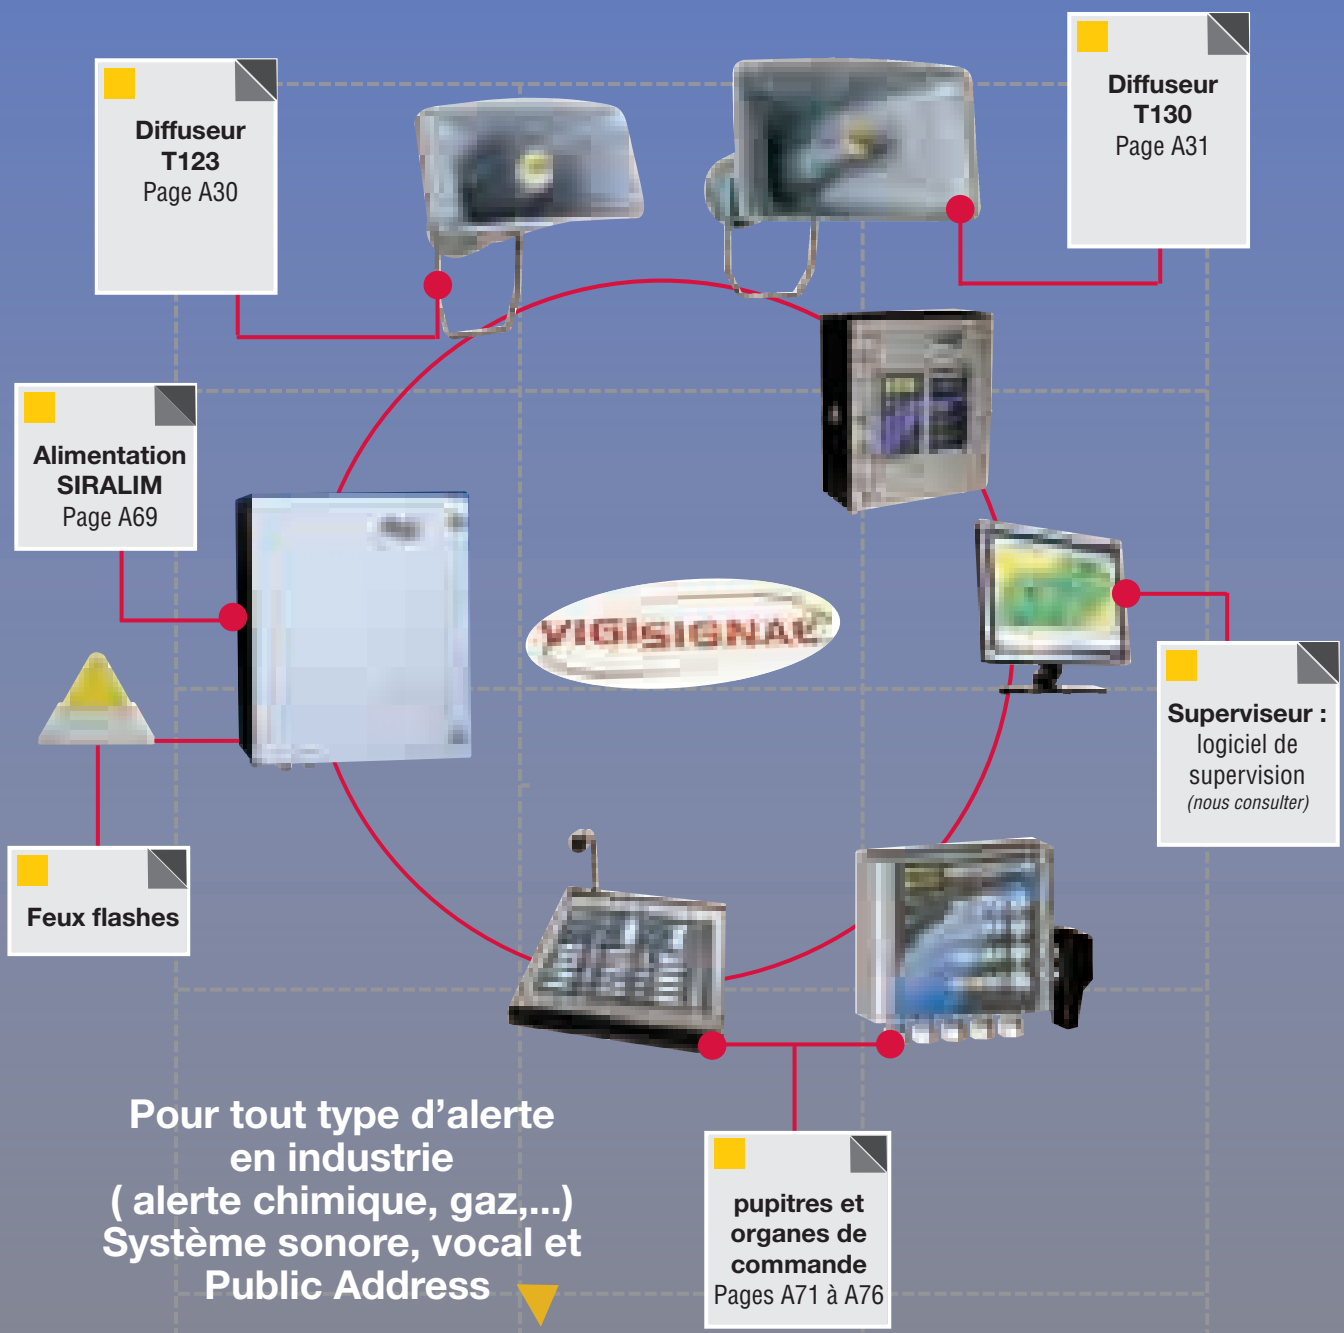 Diffuseur
T123
Page A30
Diffuseur
T130
Page A31
Alimentation
SIRALIM
Page A69
VIGISIGNAL
Superviseur :
logiciel de
supervision
(nous consulter)
Feux flashes
Pour tout type d’alerte
en industrie
( alerte chimique, gaz,...)
Système sonore, vocal et
Public Address
pupitres et
organes de
commande
Pages A71 à A76